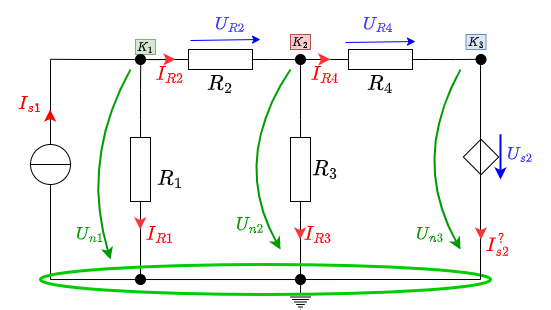 U_{R2}
U_{R4}
K_1
K_2
K_3
I_{R2}
I_{R4}
R_2
R_4
I_{s1}
U_{s2}
R_1
R_3
U_{n1}
I_{R1}
U_{n2}
I_{R3}
U_{n3}
I_{s2}^?